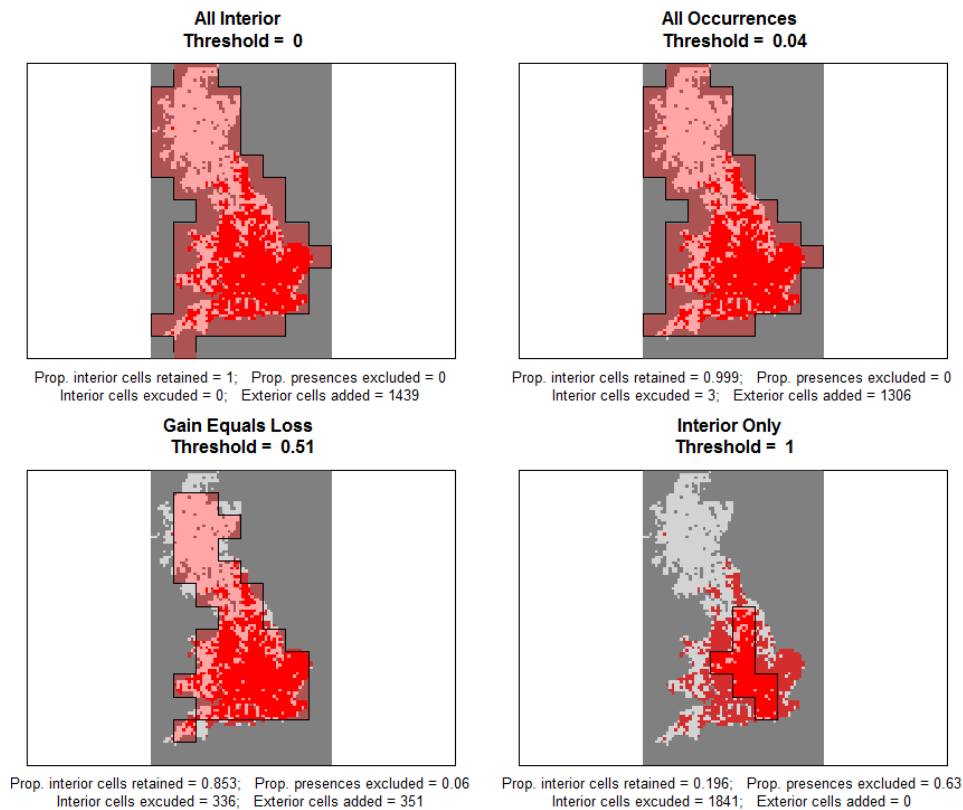 All Interior
Threshold = 0
Prop. interior cells retained = 1; Prop. presences excluded = 0
Interior cells excuded = 0; Exterior cells added = 1439
All Occurrences
Threshold = 0.04
Prop. interior cells retained = 0.999; Prop. presences excluded = 0
Interior cells excuded = 3; Exterior cells added = 1306
Gain Equals Loss
Threshold = 0.51
Prop. interior cells retained = 0.853; Prop. presences excluded = 0.06
Interior cells excuded = 336; Exterior cells added = 351
Interior Only
Threshold = 1
Prop. interior cells retained = 0.196; Prop. presences excluded = 0.63
Interior cells excuded = 1841; Exterior cells added = 0